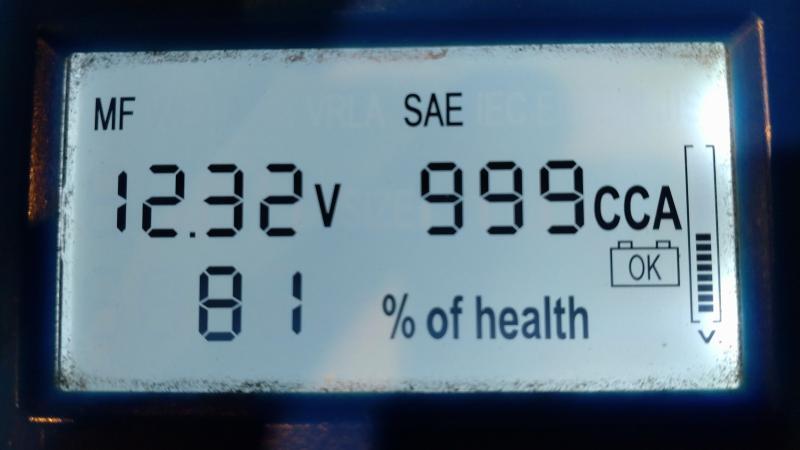 MF SAE
12.32 V 999 CCA
OK
81 % of health